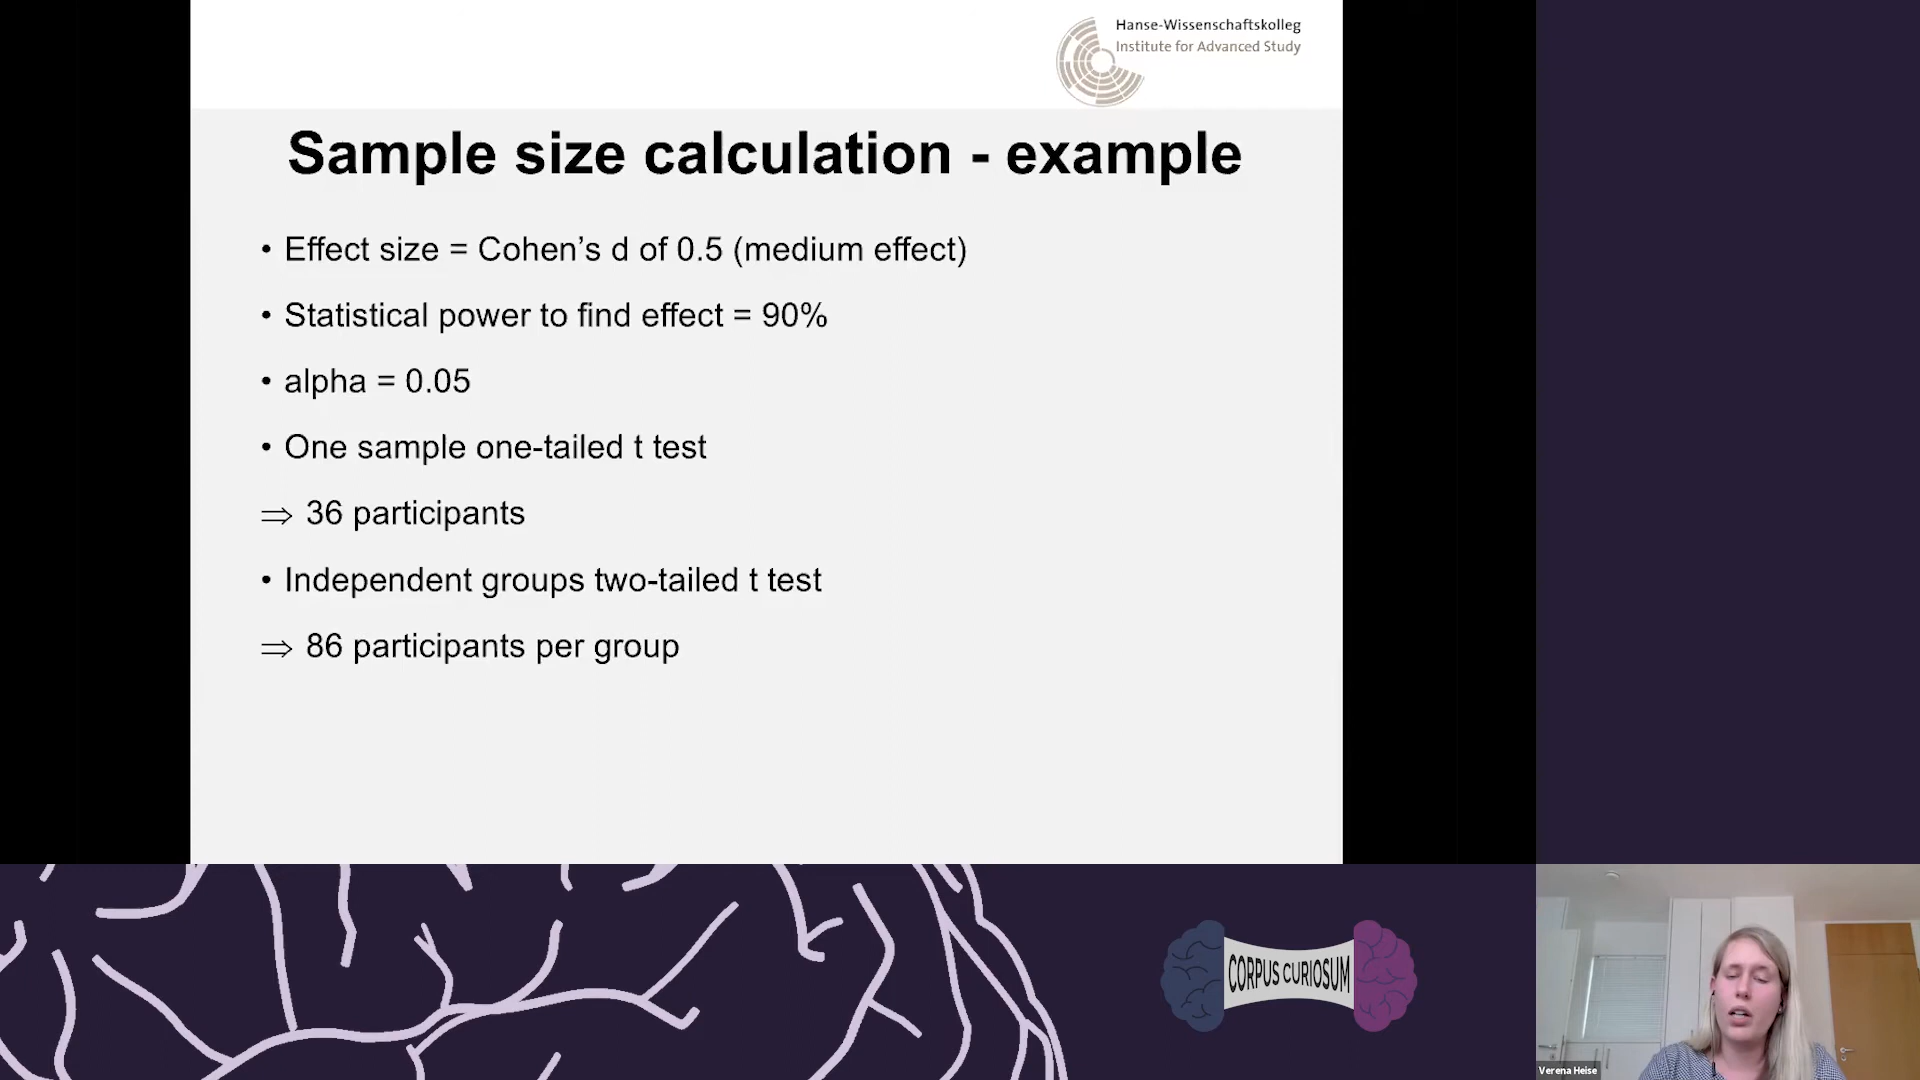 Hanse-Wissenschaftskolleg
Institute for Advanced Study
Sample size calculation - example
• Effect size = Cohen’s d of 0.5 (medium effect)
• Statistical power to find effect = 90%
• alpha = 0.05
• One sample one-tailed t test
⇒ 36 participants
• Independent groups two-tailed t test
⇒ 86 participants per group
CORPUS CURIOSUM
Verena Heise